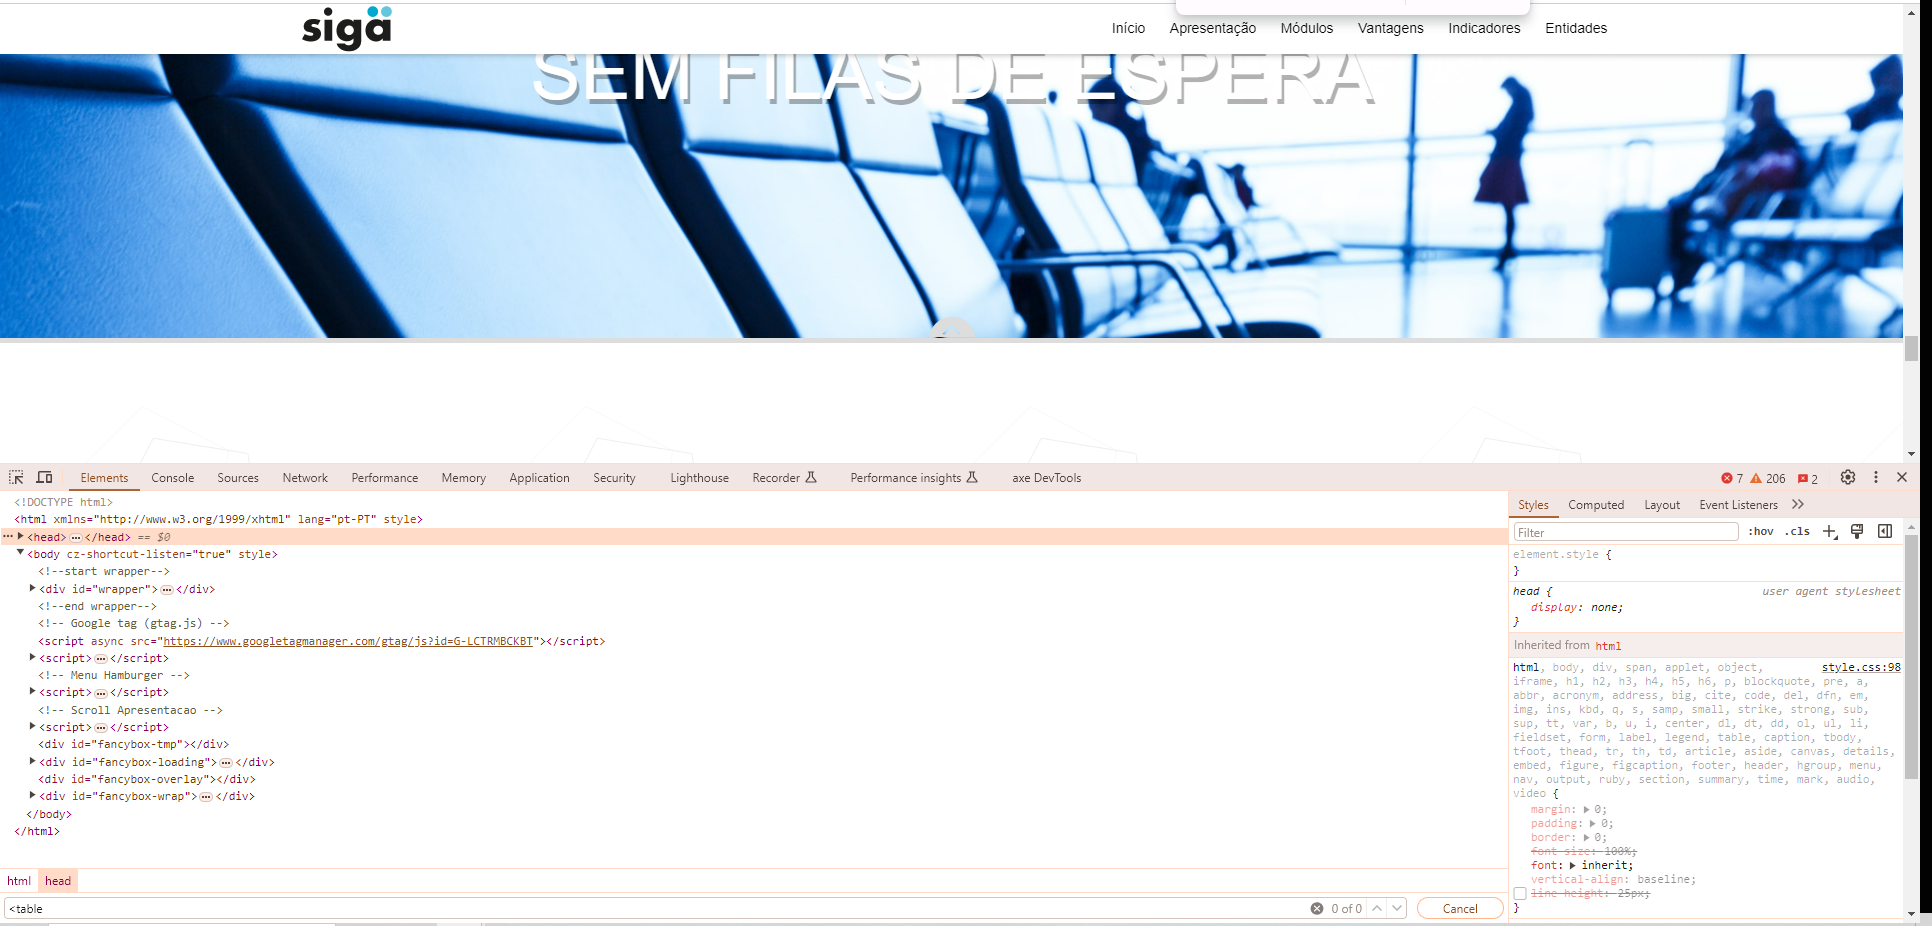 sigä
Início Apresentação Módulos Vantagens Indicadores Entidades
SEM FILAS DE ESPERA
Elements Console Sources Network Performance Memory Application Security Lighthouse Recorder Performance insights axe DevTools 7 206 2
<!DOCTYPE html>
<html xmlns="http://www.w3.org/1999/xhtml" lang="pt-PT" style>
··· <head> ··· </head> == $0
<body cz-shortcut-listen="true" style>
<!--start wrapper-->
<div id="wrapper"> ··· </div>
<!--end wrapper-->
<!-- Google tag (gtag.js) -->
<script async src="https://www.googletagmanager.com/gtag/js?id=G-LCTRMBCKBT"></script>
<script> ··· </script>
<!-- Menu Hamburger -->
<script> ··· </script>
<!-- Scroll Apresentacao -->
<script> ··· </script>
<div id="fancybox-tmp"></div>
<div id="fancybox-loading"> ··· </div>
<div id="fancybox-overlay"></div>
<div id="fancybox-wrap"> ··· </div>
</body>
</html>
html head
<table 0 of 0 Cancel
Styles Computed Layout Event Listeners
Filter :hov .cls
element.style {
}
head { user agent stylesheet
display: none;
}
Inherited from html
html, body, div, span, applet, object, style.css:98
iframe, h1, h2, h3, h4, h5, h6, p, blockquote, pre, a,
abbr, acronym, address, big, cite, code, del, dfn, em,
img, ins, kbd, q, s, samp, small, strike, strong, sub,
sup, tt, var, b, u, i, center, dl, dt, dd, ol, ul, li,
fieldset, form, label, legend, table, caption, tbody,
tfoot, thead, tr, th, td, article, aside, canvas, details,
embed, figure, figcaption, footer, header, hgroup, menu,
nav, output, ruby, section, summary, time, mark, audio,
video {
margin: 0;
padding: 0;
border: 0;
font-size: 100%;
font: inherit;
vertical-align: baseline;
line-height: 25px;
}